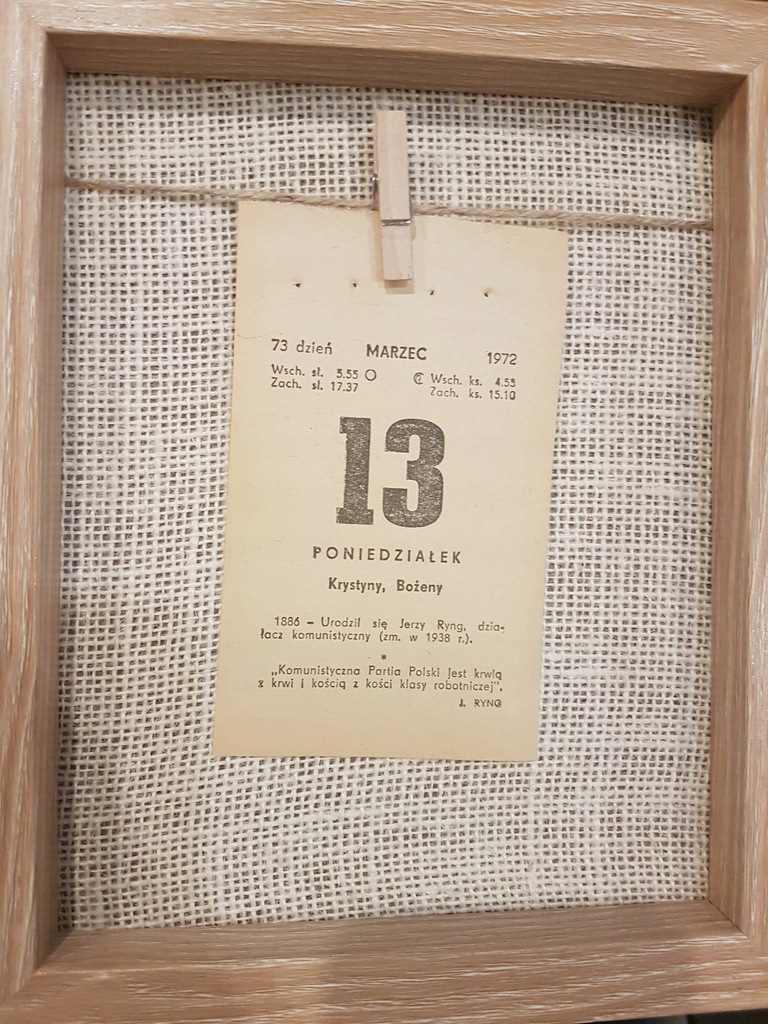 73 dzień MARZEC 1972
Wsch. sł. 5.55 Wsch. ks. 4.55
Zach. sł. 17.37 Zach. ks. 15.10
13
PONIEDZIAŁEK
Krystyny, Bożeny
1886 – Urodził się Jerzy Ryng, dzia-
łacz komunistyczny (zm. w 1938 r.).
*
„Komunistyczna Partia Polski jest krwią
z krwi i kością z kości klasy robotniczej”.
J. RYNG